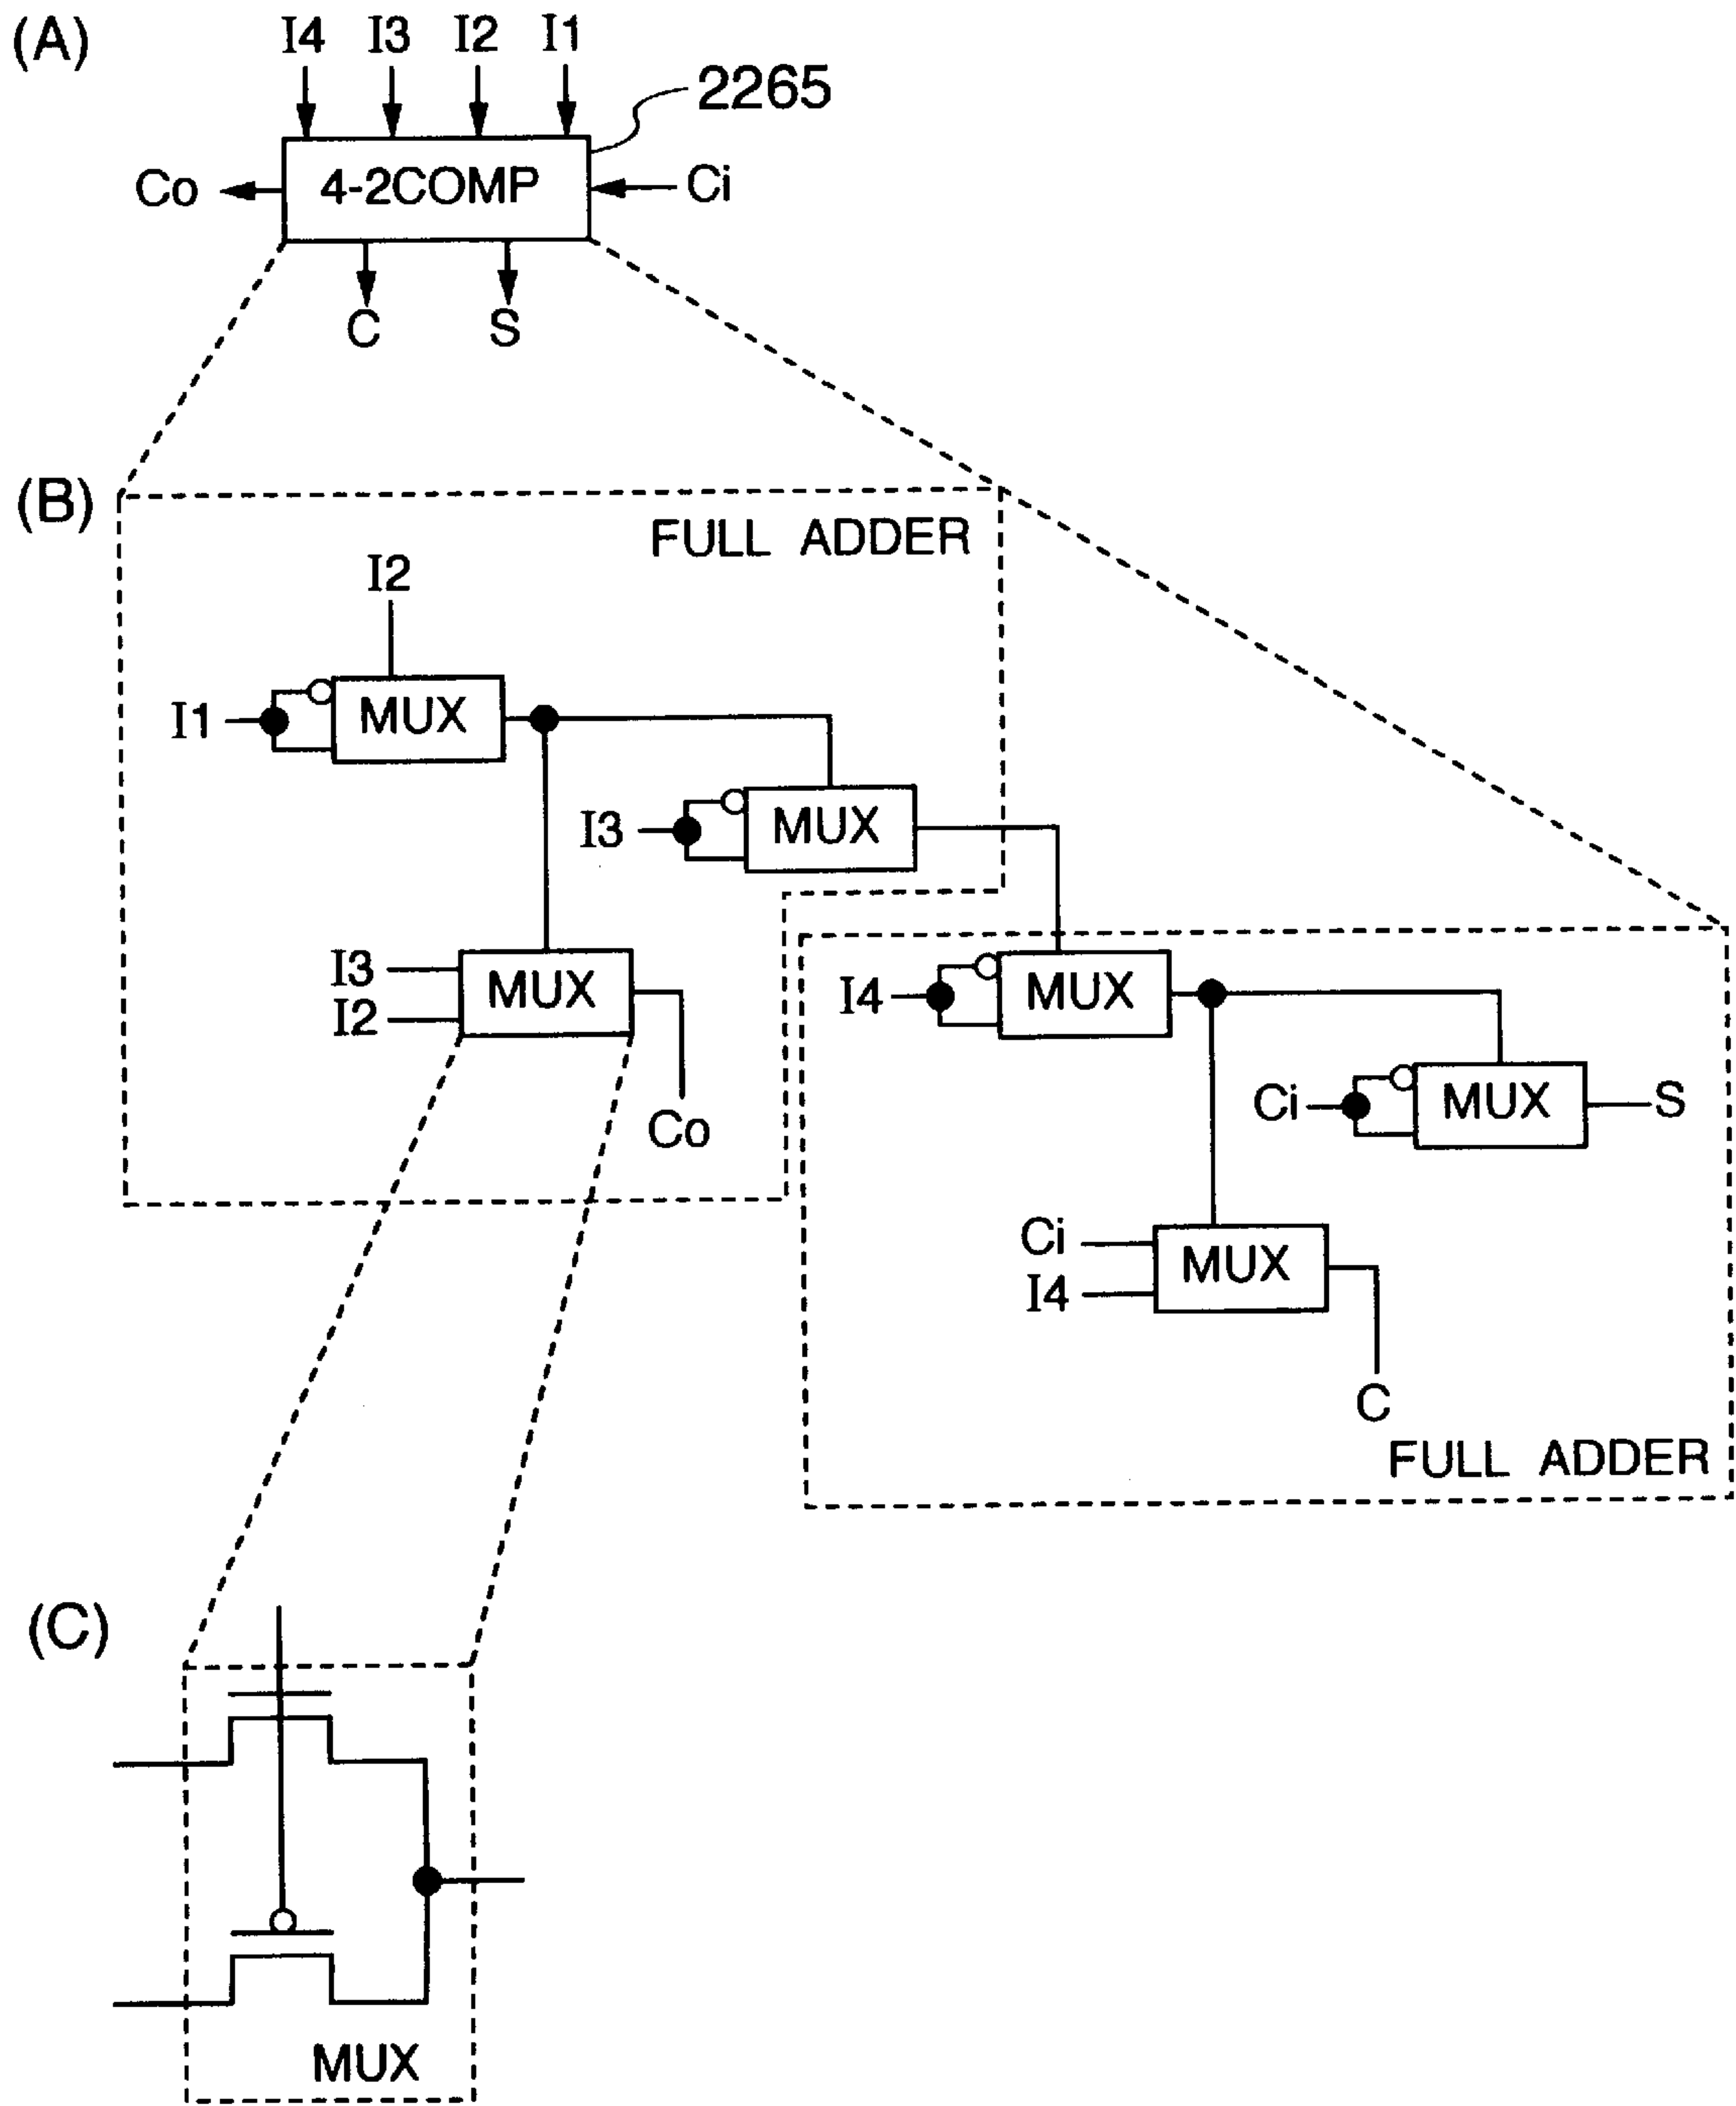 (A)
I4 I3 I2 I1
2265
Co 4-2COMP Ci
C S
(B)
FULL ADDER
I2
I1 MUX
I3 MUX
I3
I2
MUX
Co
I4 MUX
Ci MUX S
Ci
I4
MUX
C
FULL ADDER
(C)
MUX